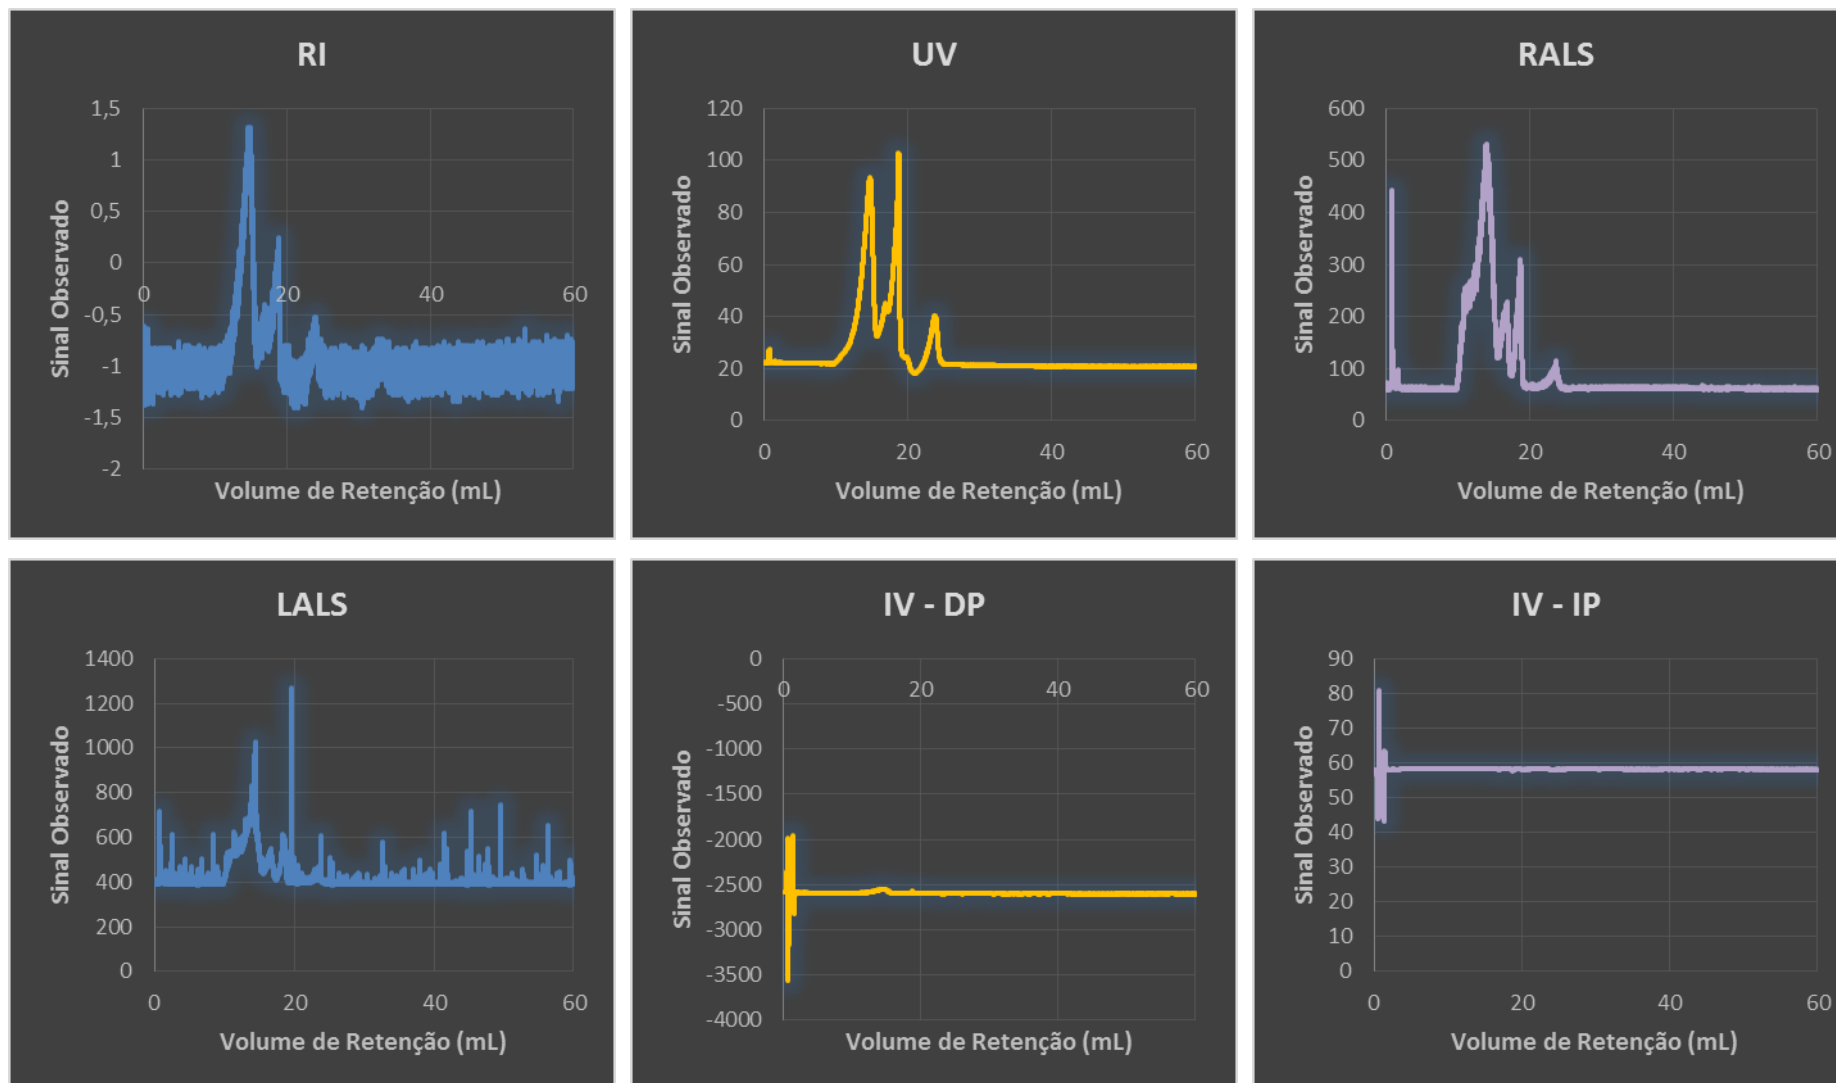 RI
Sinal Observado
1,5
1
0,5
0
-0,5
-1
-1,5
-2
0 20 40 60
Volume de Retenção (mL)
UV
Sinal Observado
120
100
80
60
40
20
0
0 20 40 60
Volume de Retenção (mL)
RALS
Sinal Observado
600
500
400
300
200
100
0
0 20 40 60
Volume de Retenção (mL)
LALS
Sinal Observado
1400
1200
1000
800
600
400
200
0
0 20 40 60
Volume de Retenção (mL)
IV - DP
Sinal Observado
0
-500
-1000
-1500
-2000
-2500
-3000
-3500
-4000
0 20 40 60
Volume de Retenção (mL)
IV - IP
Sinal Observado
90
80
70
60
50
40
30
20
10
0
0 20 40 60
Volume de Retenção (mL)